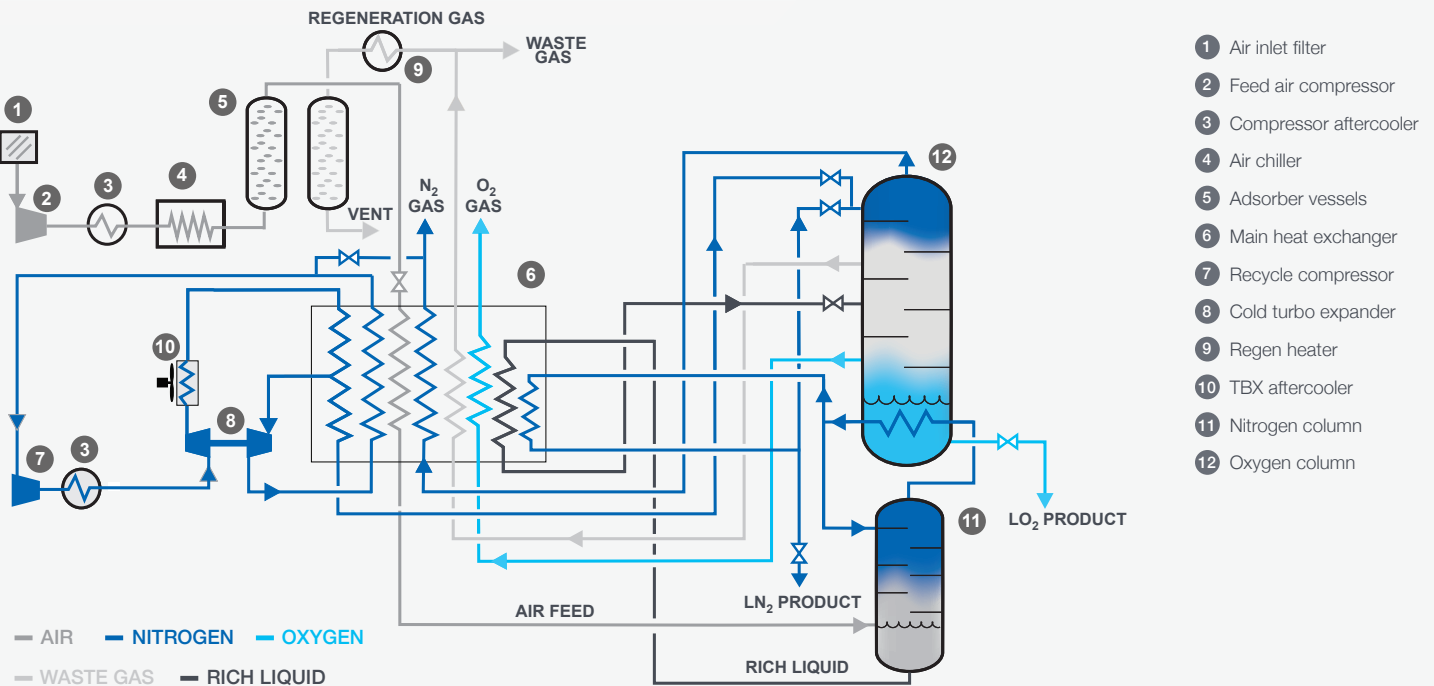 REGENERATION GAS
WASTE
GAS
9
5
1
2
3
4
VENT
N₂
GAS
O₂
GAS
6
12
10
8
7
3
11
LO₂ PRODUCT
LN₂ PRODUCT
AIR FEED
RICH LIQUID
AIR
NITROGEN
OXYGEN
WASTE GAS
RICH LIQUID
1 Air inlet filter
2 Feed air compressor
3 Compressor aftercooler
4 Air chiller
5 Adsorber vessels
6 Main heat exchanger
7 Recycle compressor
8 Cold turbo expander
9 Regen heater
10 TBX aftercooler
11 Nitrogen column
12 Oxygen column